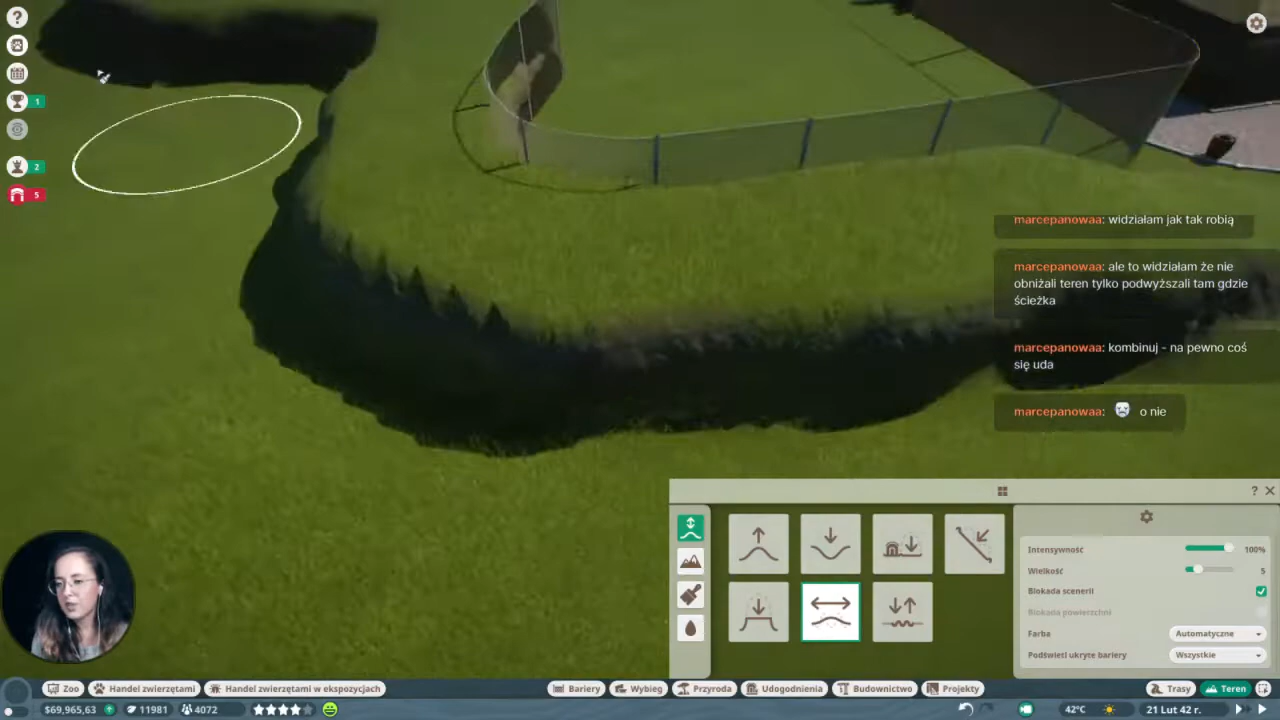 1
2
5
marcepanowaa: widziałam jak tak robią
marcepanowaa: ale to widziałam że nie
obniżali teren tylko podwyższali tam gdzie
ścieżka
marcepanowaa: kombinuj - na pewno coś
się uda
marcepanowaa: o nie
Intensywność 100%
Wielkość 5
Blokada scenerii
Blokada powierzchni
Farba Automatyczne
Podświetl ukryte bariery Wszystkie
Zoo Handel zwierzętami Handel zwierzętami w ekspozycjach Bariery Wybieg Przyroda Udogodnienia Budownictwo Projekty Trasy Teren
$69,965,63 11981 4072 42°C 21 Lut 42 r.